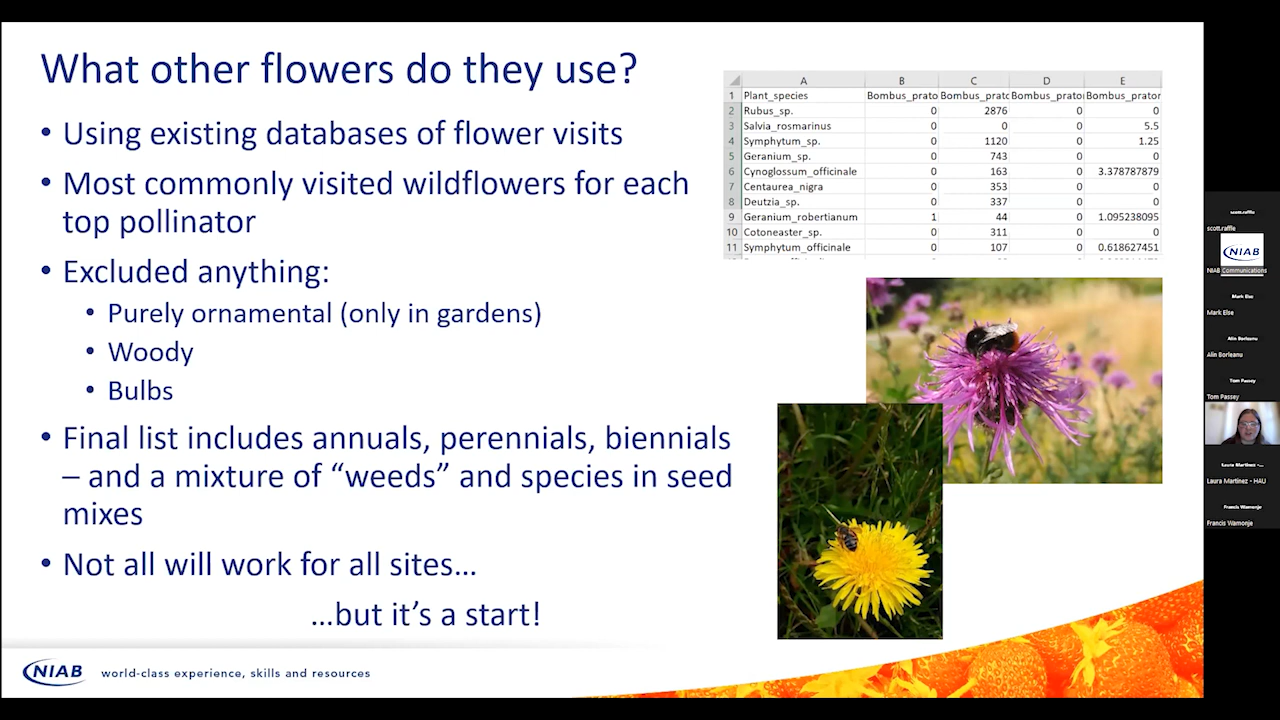 What other flowers do they use?
• Using existing databases of flower visits
• Most commonly visited wildflowers for each
top pollinator
• Excluded anything:
• Purely ornamental (only in gardens)
• Woody
• Bulbs
• Final list includes annuals, perennials, biennials
– and a mixture of “weeds” and species in seed
mixes
• Not all will work for all sites...
...but it’s a start!
NIAB world-class experience, skills and resources
A B C D E
1 Plant_species Bombus_prato Bombus_prato Bombus_prato Bombus_prator
2 Rubus_sp. 0 2876 0 0
3 Salvia_rosmarinus 0 0 0 5.5
4 Symphytum_sp. 0 1120 0 1.25
5 Geranium_sp. 0 743 0 0
6 Cynoglossum_officinale 0 163 0 3.378787879
7 Centaurea_nigra 0 353 0 0
8 Deutzia_sp. 0 337 0 0
9 Geranium_robertianum 1 44 0 1.095238095
10 Cotoneaster_sp. 0 311 0 0
11 Symphytum_officinale 0 107 0 0.618627451
scott.raffle
scott.raffle
NIAB
NIAB Communications
Mark Else
Mark Else
Alin Borleanu
Alin Borleanu
Tom Passey
Tom Passey
Laura Martinez -...
Laura Martinez - HAU
Francis Wamonje
Francis Wamonje